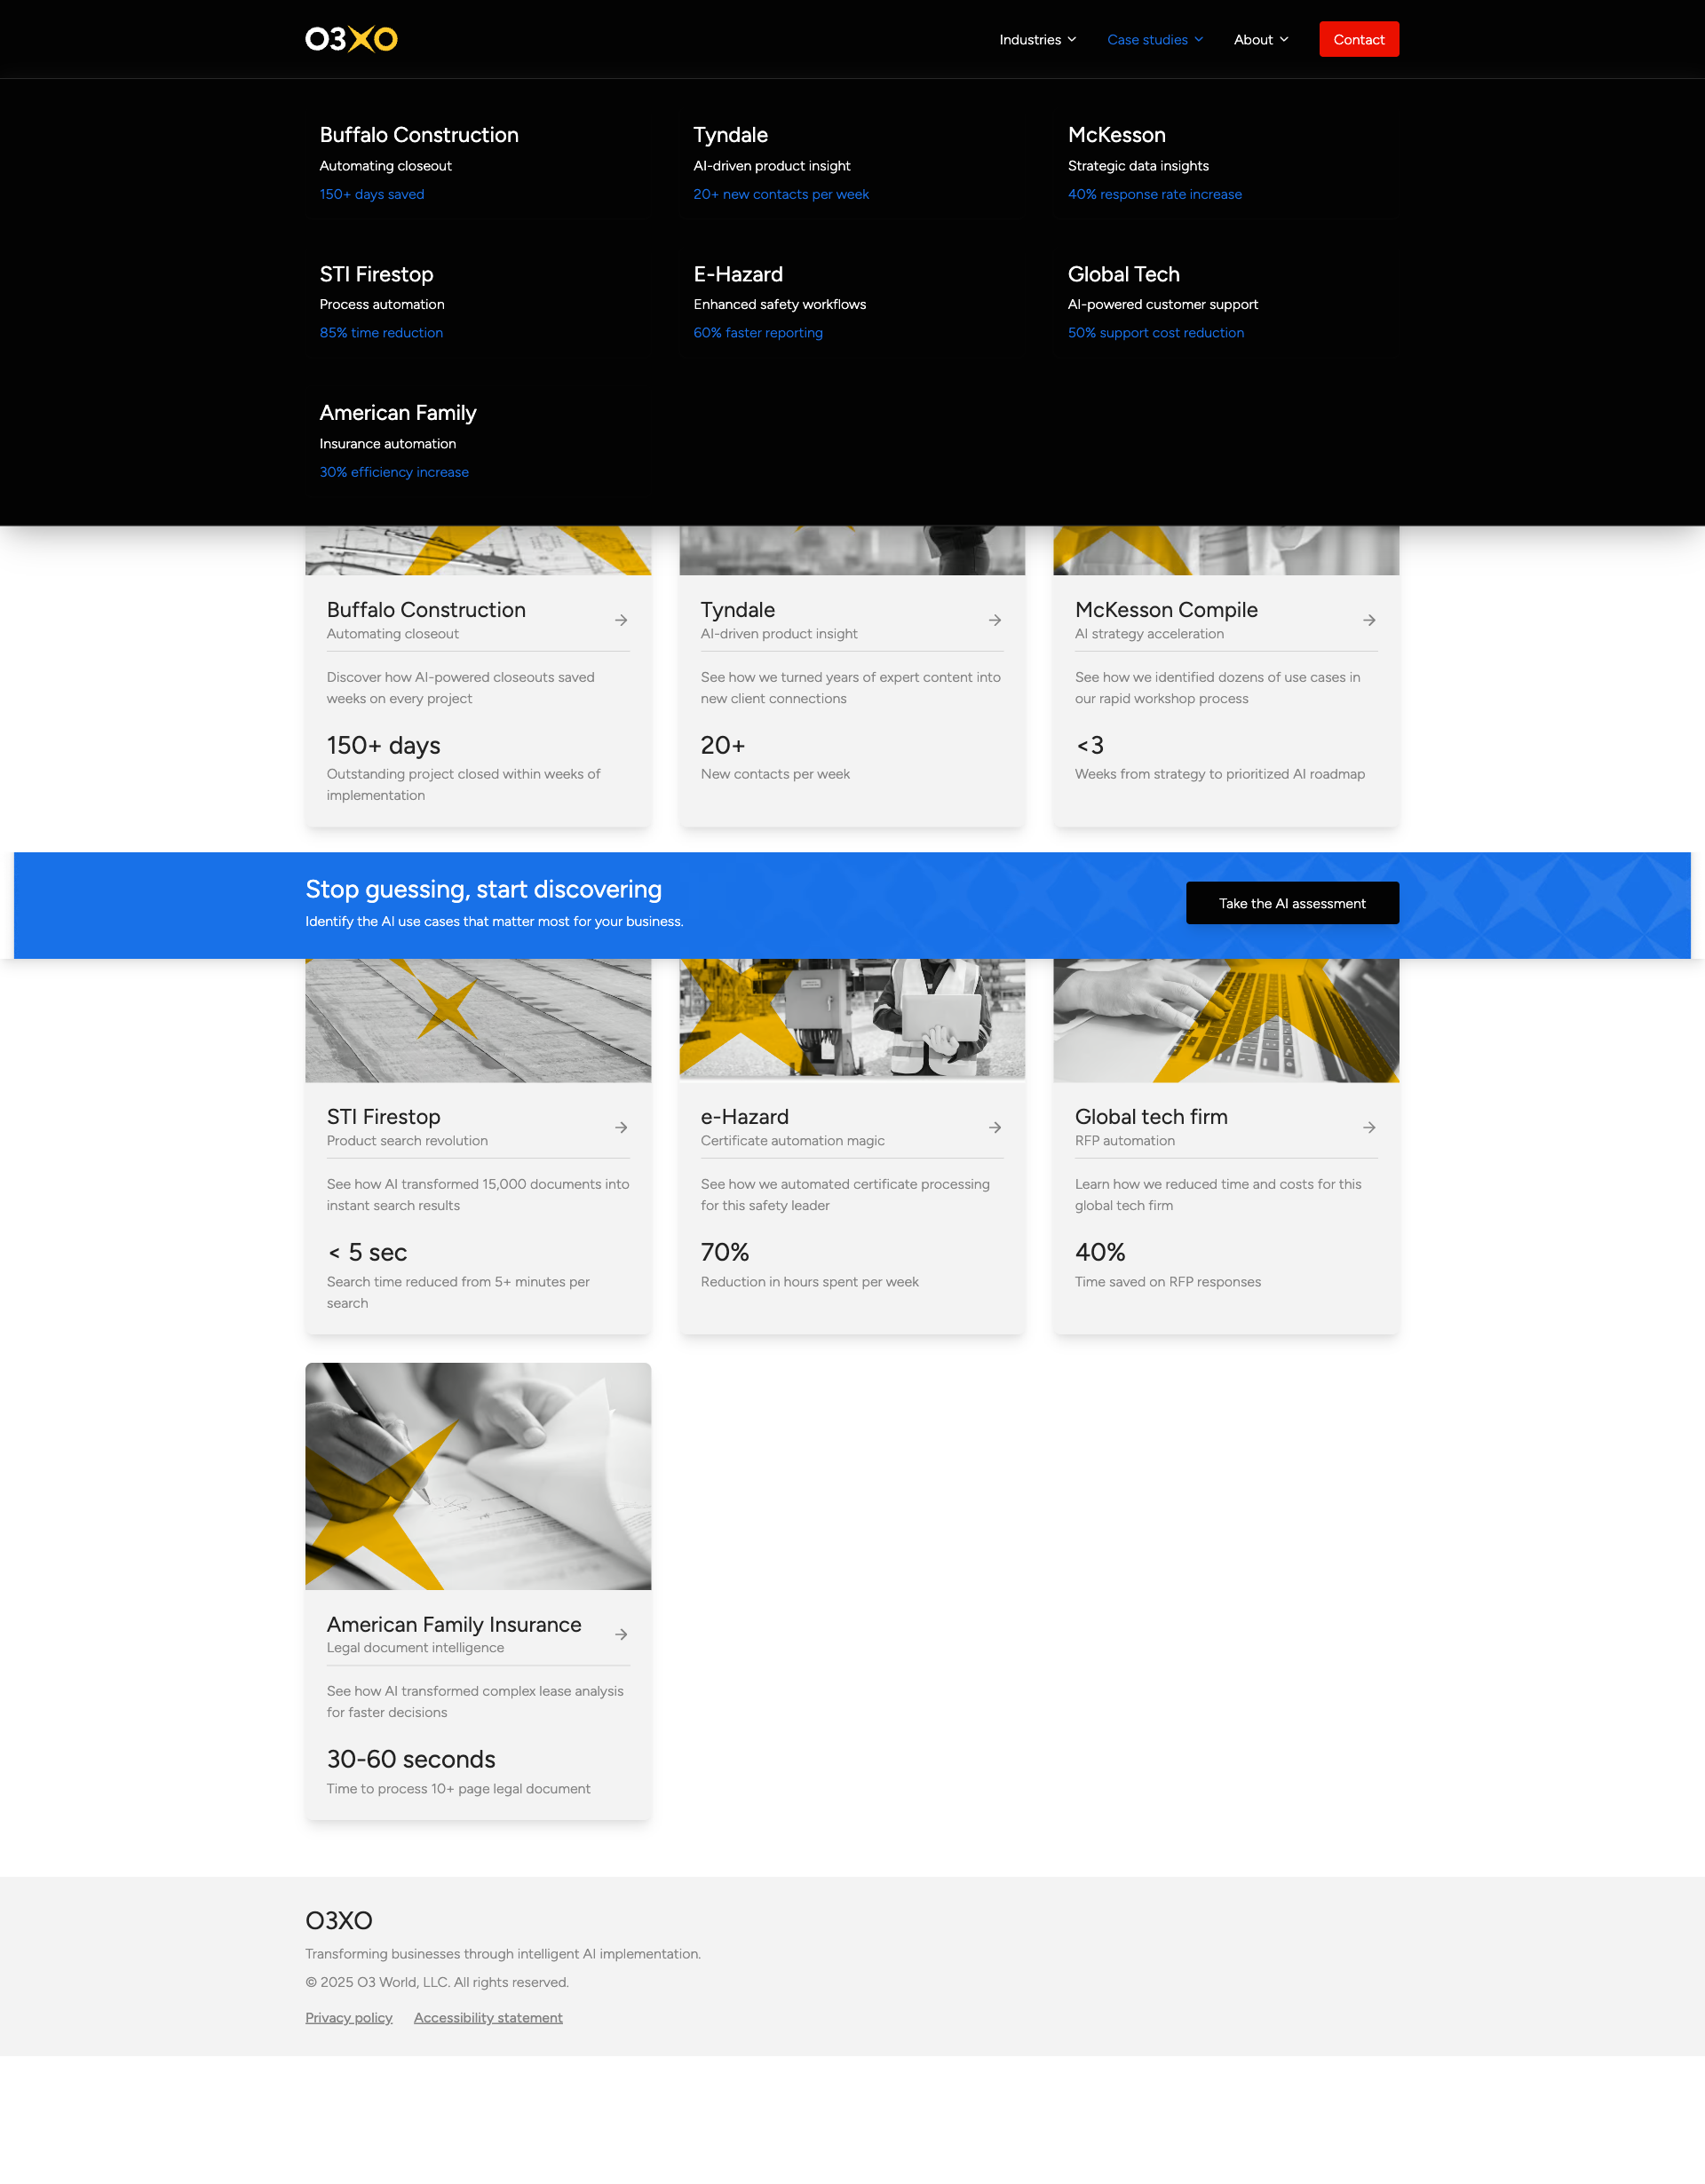 O3XO
Industries
Case studies
About
Contact
Buffalo Construction
Automating closeout
150+ days saved
Tyndale
AI-driven product insight
20+ new contacts per week
McKesson
Strategic data insights
40% response rate increase
STI Firestop
Process automation
85% time reduction
E-Hazard
Enhanced safety workflows
60% faster reporting
Global Tech
AI-powered customer support
50% support cost reduction
American Family
Insurance automation
30% efficiency increase
Buffalo Construction
Automating closeout
Discover how AI-powered closeouts saved
weeks on every project
150+ days
Outstanding project closed within weeks of
implementation
Tyndale
AI-driven product insight
See how we turned years of expert content into
new client connections
20+
New contacts per week
McKesson Compile
AI strategy acceleration
See how we identified dozens of use cases in
our rapid workshop process
<3
Weeks from strategy to prioritized AI roadmap
Stop guessing, start discovering
Identify the AI use cases that matter most for your business.
Take the AI assessment
STI Firestop
Product search revolution
See how AI transformed 15,000 documents into
instant search results
< 5 sec
Search time reduced from 5+ minutes per
search
e-Hazard
Certificate automation magic
See how we automated certificate processing
for this safety leader
70%
Reduction in hours spent per week
Global tech firm
RFP automation
Learn how we reduced time and costs for this
global tech firm
40%
Time saved on RFP responses
American Family Insurance
Legal document intelligence
See how AI transformed complex lease analysis
for faster decisions
30-60 seconds
Time to process 10+ page legal document
O3XO
Transforming businesses through intelligent AI implementation.
© 2025 O3 World, LLC. All rights reserved.
Privacy policy
Accessibility statement